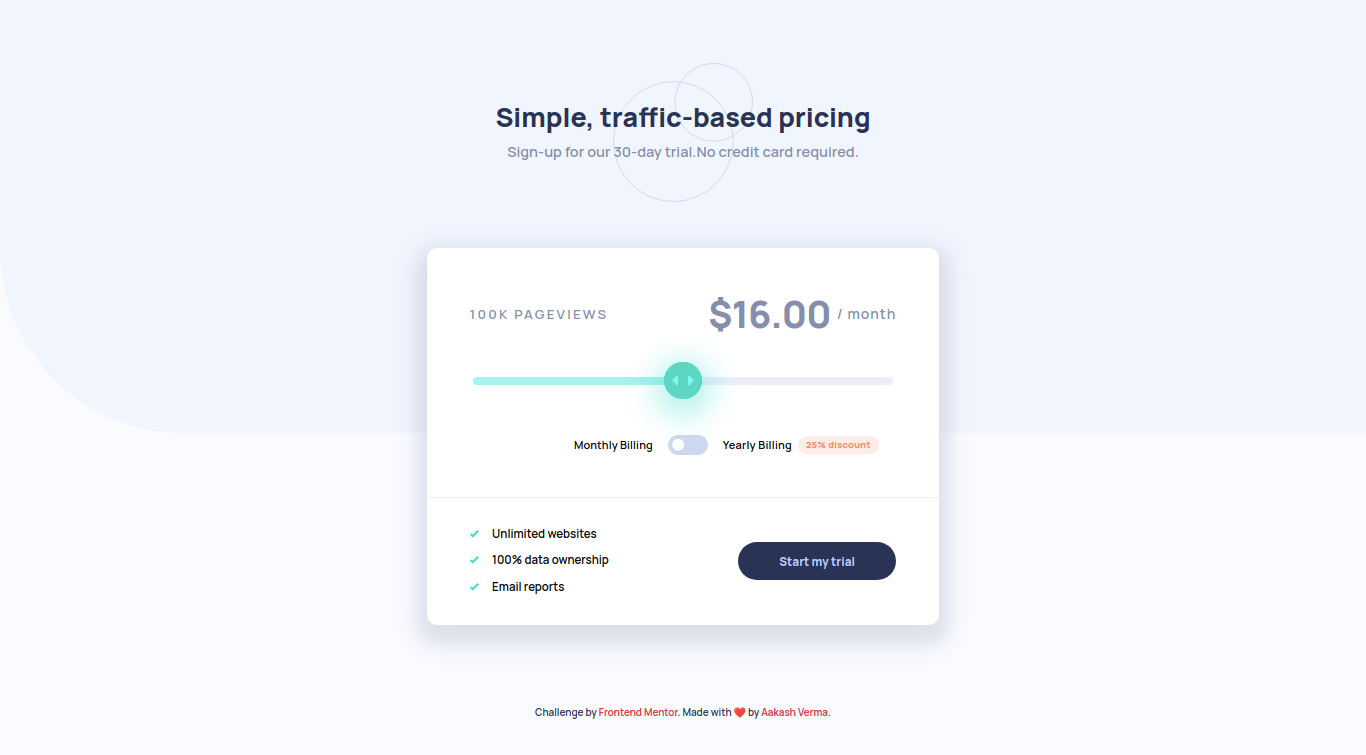 Simple, traffic-based pricing
Sign-up for our 30-day trial.No credit card required.
100K PAGEVIEWS
$16.00 / month
Monthly Billing
Yearly Billing 25% discount
Unlimited websites
100% data ownership
Email reports
Start my trial
Challenge by Frontend Mentor. Made with ❤️ by Aakash Verma.